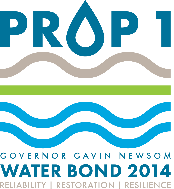 PROP 1
GOVERNOR GAVIN NEWSOM
WATER BOND 2014
RELIABILITY | RESTORATION | RESILIENCE